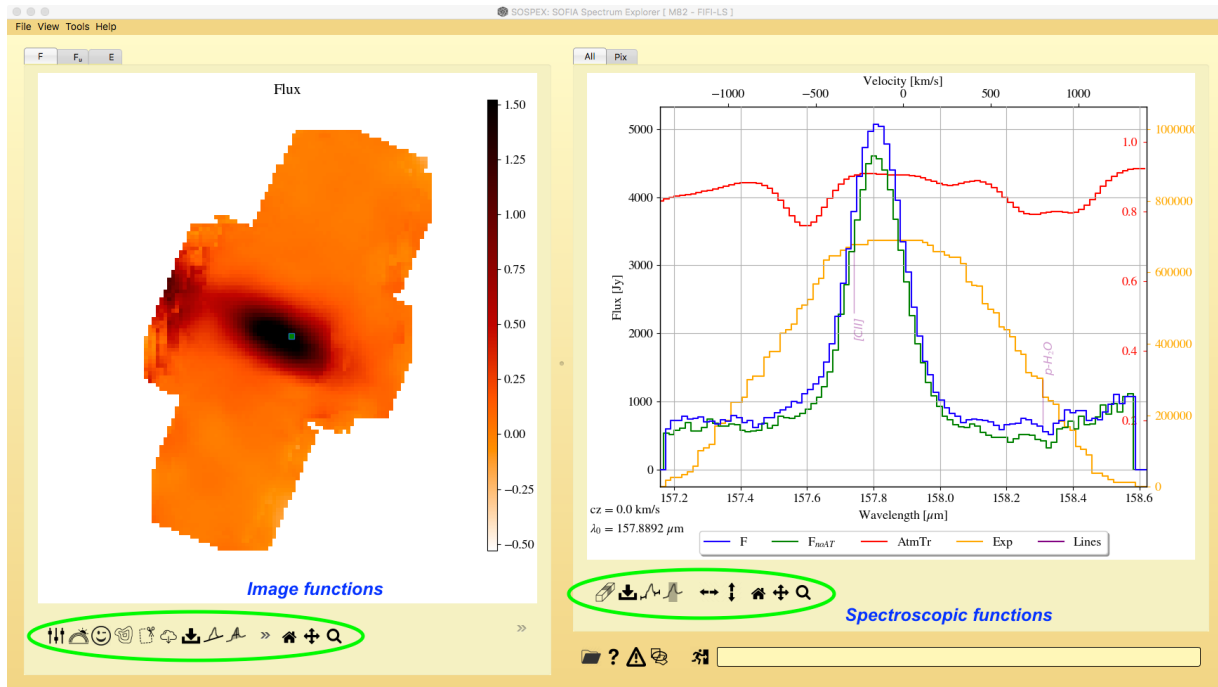 SOSPEX: SOFIA Spectrum Explorer [ M82 - FIFI-LS ]
File View Tools Help
F Fᵤ E
Flux
1.50
1.25
1.00
0.75
0.50
0.25
0.00
−0.25
−0.50
Image functions
»
»
All Pix
Velocity [km/s]
−1000 −500 0 500 1000
5000
4000
3000
2000
1000
0
Flux [Jy]
1.0
0.8
0.6
0.4
0.2
1000000
800000
600000
400000
200000
0
[CII]
p-H₂O
157.2 157.4 157.6 157.8 158.0 158.2 158.4 158.6
Wavelength [μm]
cz = 0.0 km/s
λ₀ = 157.8892 μm
F FₙₒAT AtmTr Exp Lines
Spectroscopic functions
?